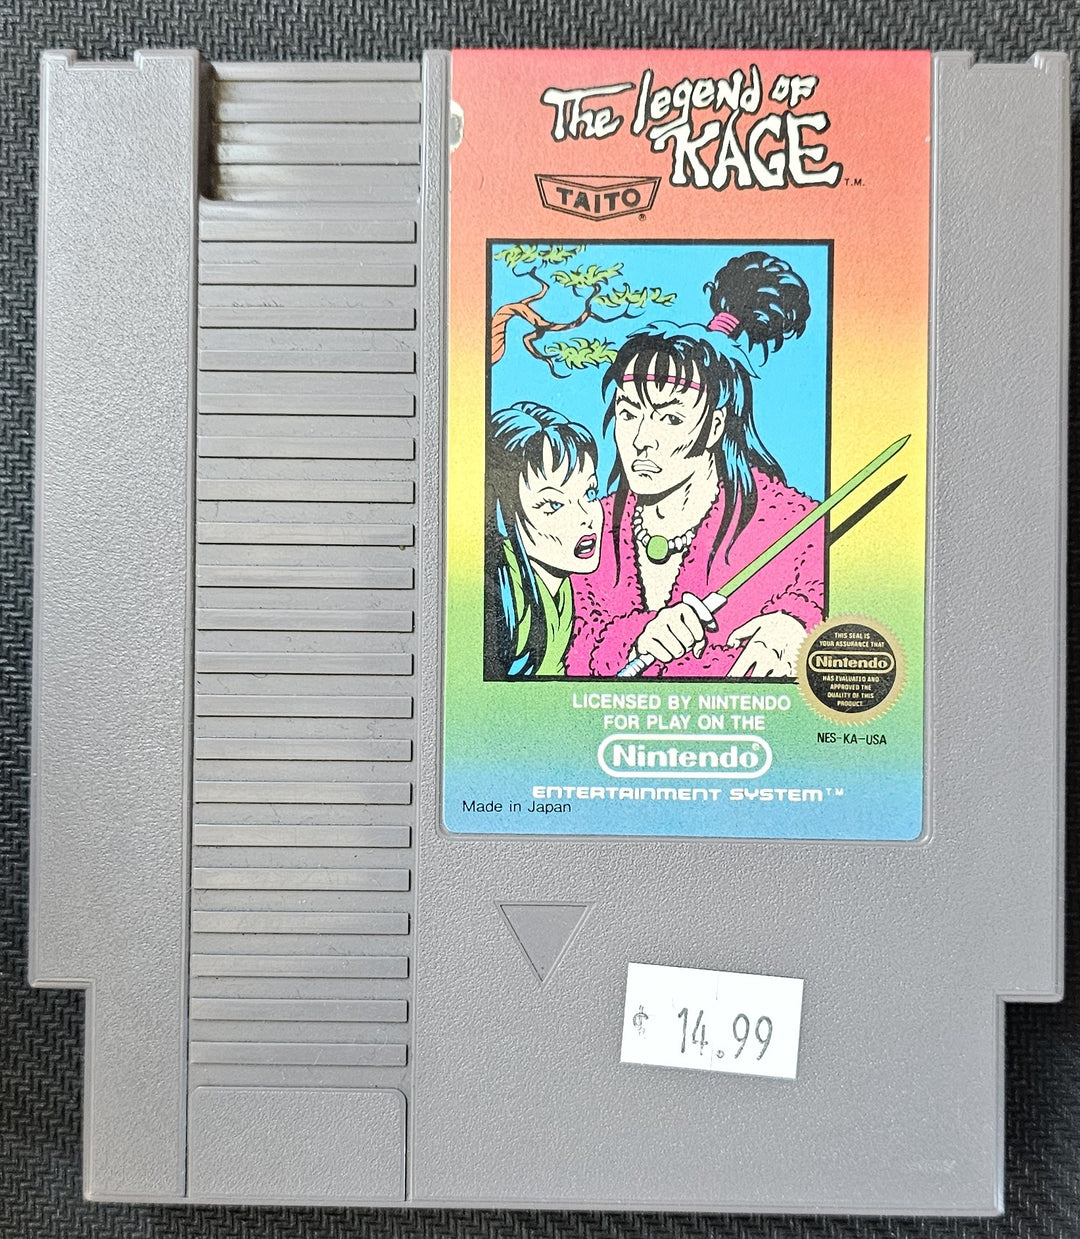 The legend of
KAGE T.M.
TAITO ®
THIS SEAL IS
YOUR ASSURANCE THAT
Nintendo
HAS EVALUATED AND
APPROVED THE
QUALITY OF THIS
PRODUCT.
NES-KA-USA
LICENSED BY NINTENDO
FOR PLAY ON THE
Nintendo®
ENTERTAINMENT SYSTEM™
Made in Japan
$ 14.99